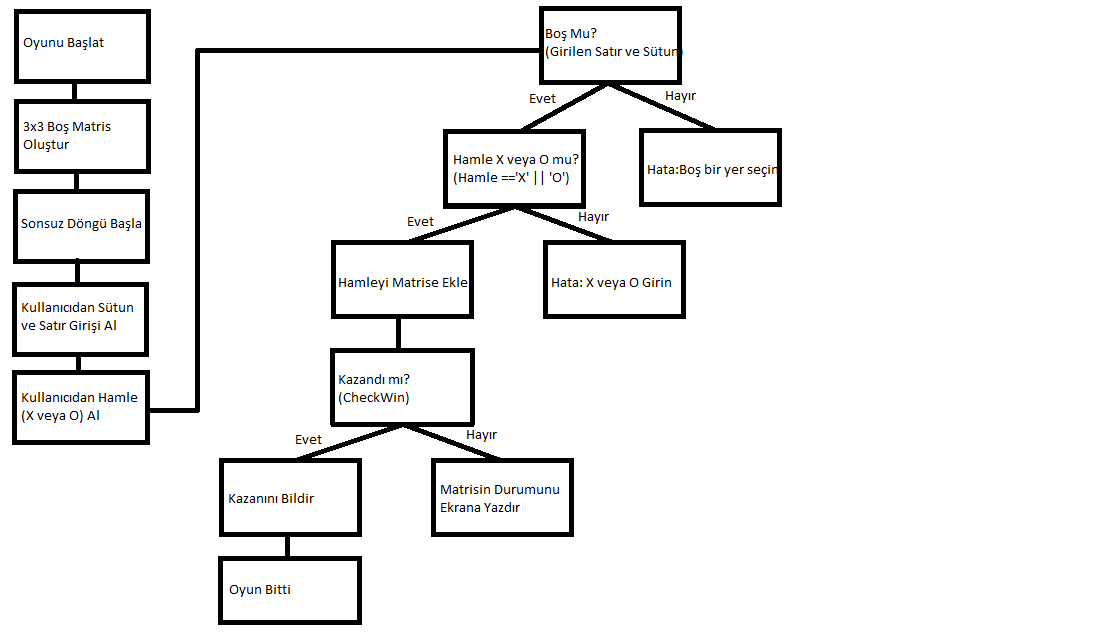 Oyunu Başlat
3x3 Boş Matris
Oluştur
Sonsuz Döngü Başla
Kullanıcıdan Sütun
ve Satır Girişi Al
Kullanıcıdan Hamle
(X veya O) Al
Boş Mu?
(Girilen Satır ve Sütun)
Evet
Hayır
Hamle X veya O mu?
(Hamle =='X' || 'O')
Hata:Boş bir yer seçin
Evet
Hayır
Hamleyi Matrise Ekle
Hata: X veya O Girin
Kazandı mı?
(CheckWin)
Evet
Hayır
Kazanını Bildir
Matrisin Durumunu
Ekrana Yazdır
Oyun Bitti